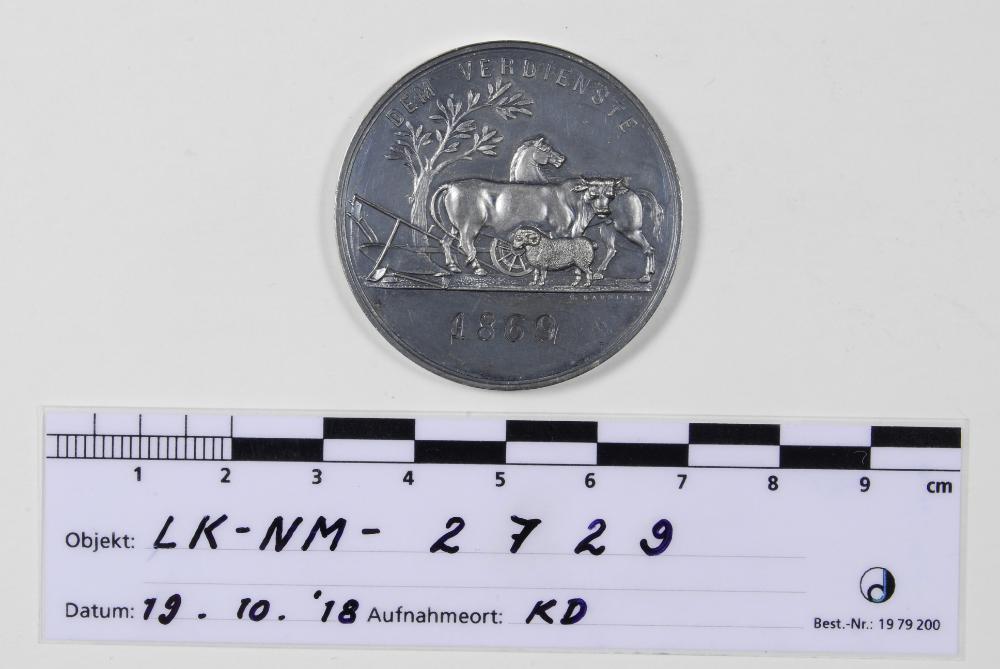 DEM VERDIENSTE
1869
1 2 3 4 5 6 7 8 9 cm
Objekt: LK-NM- 2729
Datum: 19. 10. '18 Aufnahmeort: KD
Best.-Nr.: 19 79 200